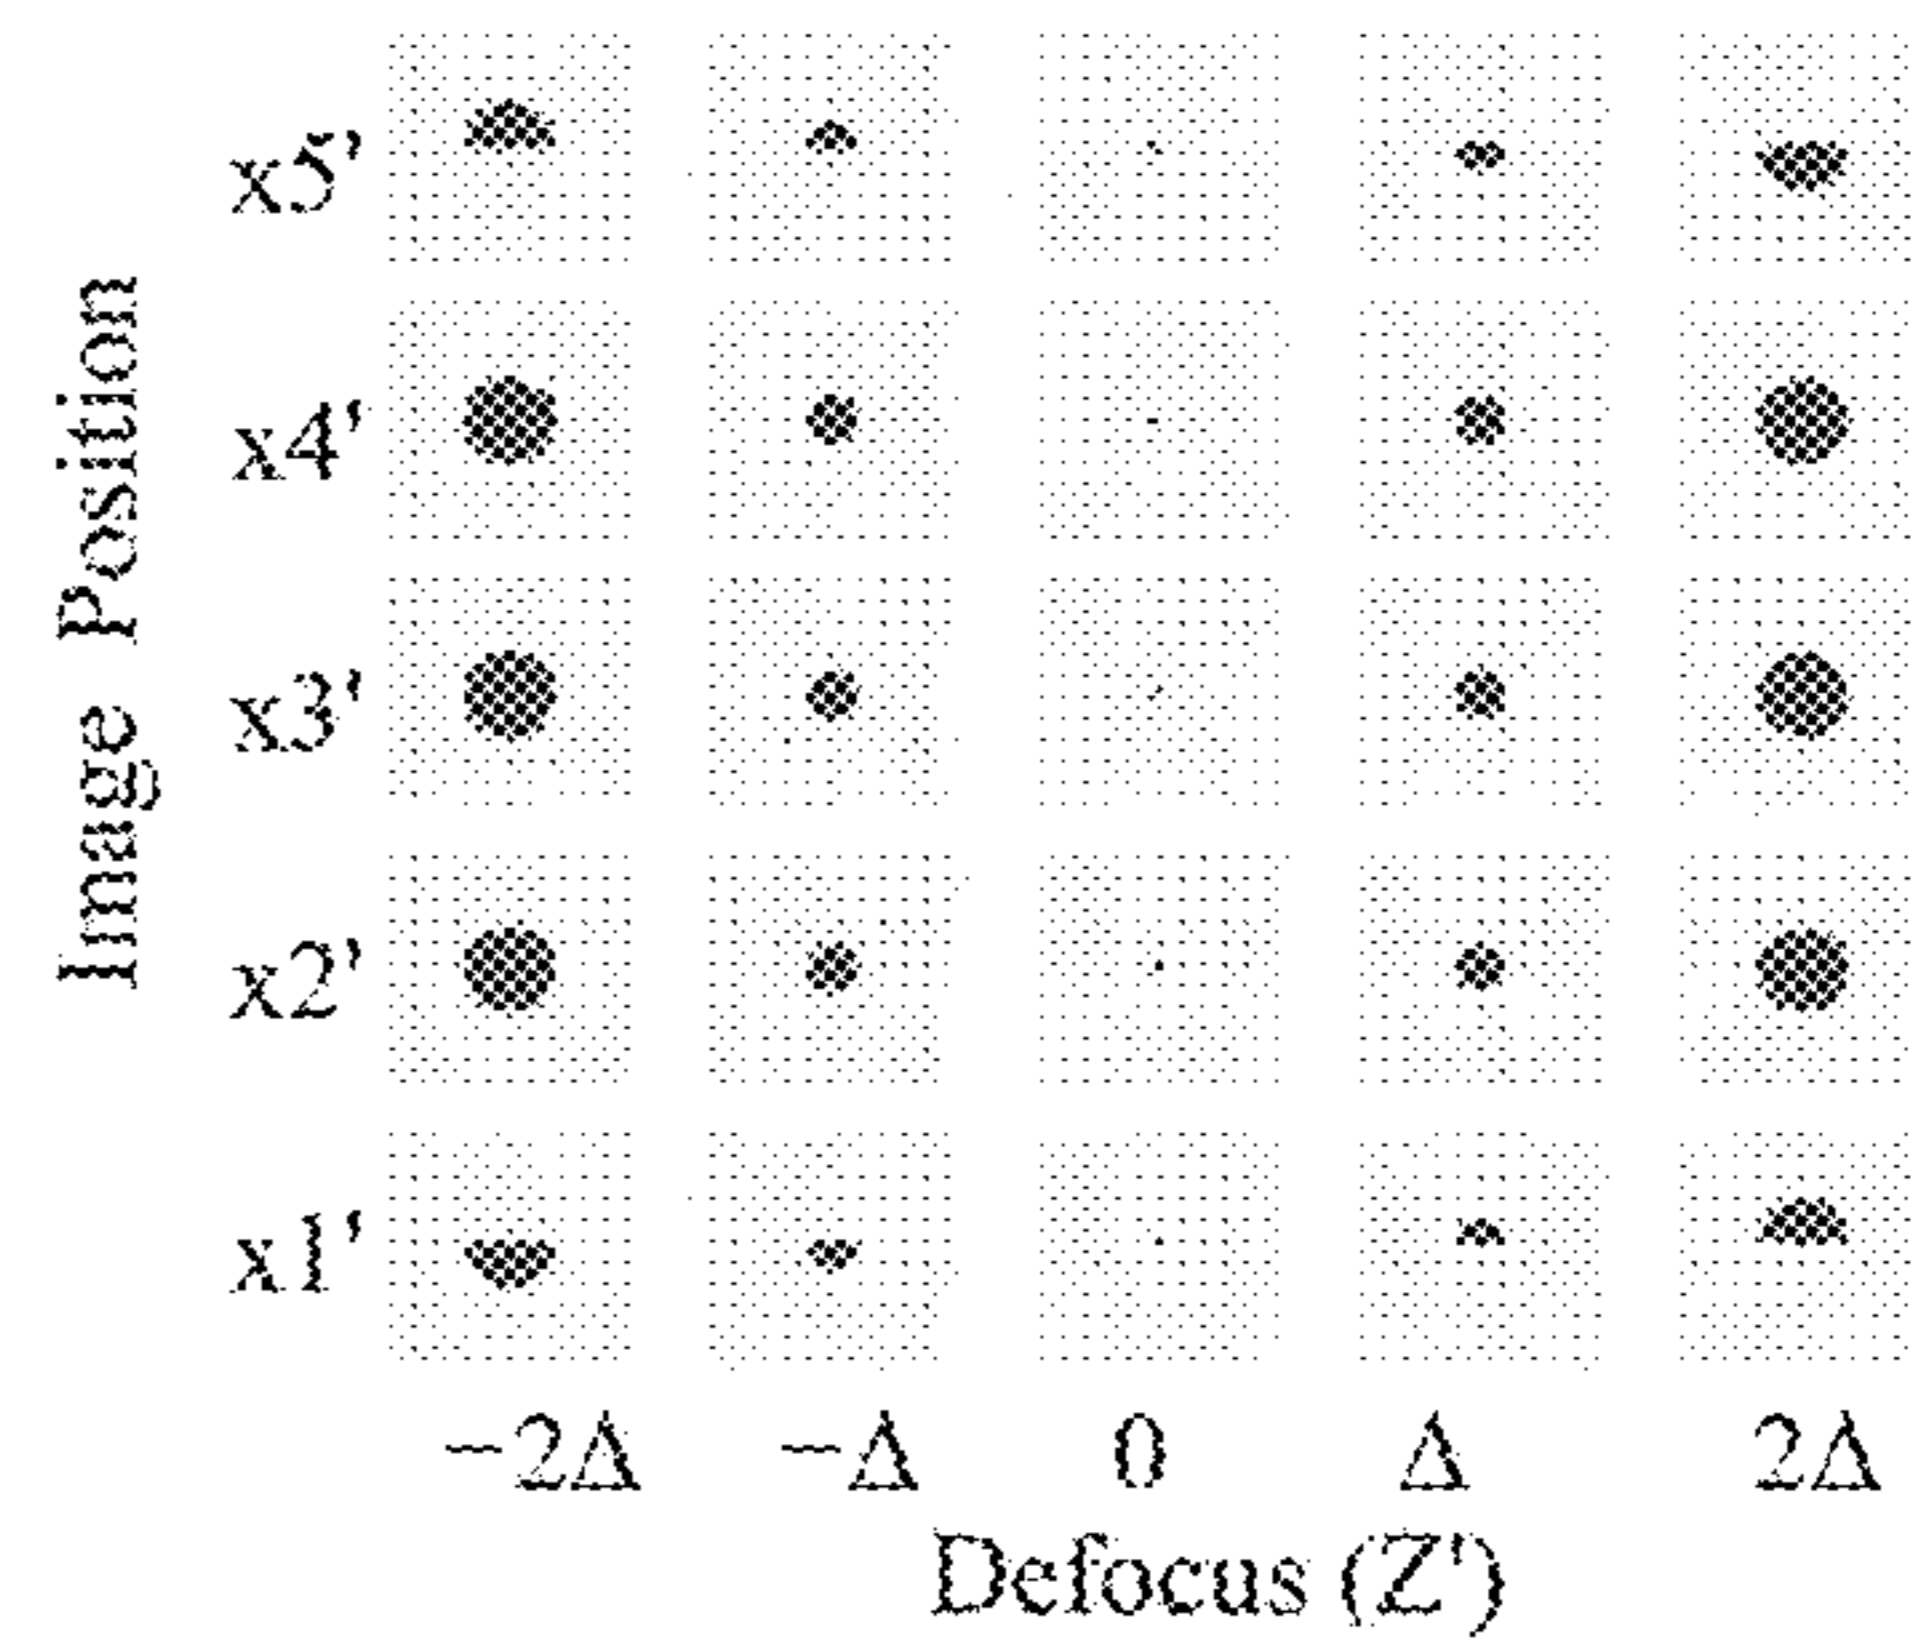 x5'
x4'
x3'
x2'
x1'
Image Position
−2Δ −Δ 0 Δ 2Δ
Defocus (Z')